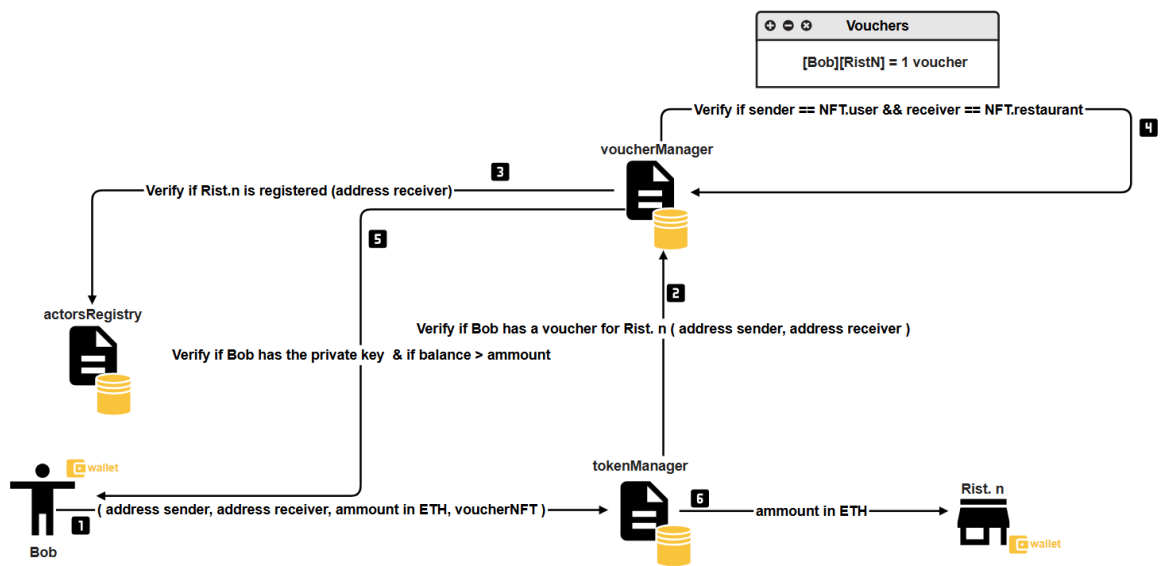 Vouchers
[Bob][RistN] = 1 voucher
Verify if sender == NFT.user && receiver == NFT.restaurant
4
voucherManager
3
Verify if Rist.n is registered (address receiver)
5
2
actorsRegistry
Verify if Bob has a voucher for Rist. n ( address sender, address receiver )
Verify if Bob has the private key & if balance > ammount
tokenManager
wallet
Rist. n
6
1
( address sender, address receiver, ammount in ETH, voucherNFT )
ammount in ETH
wallet
Bob